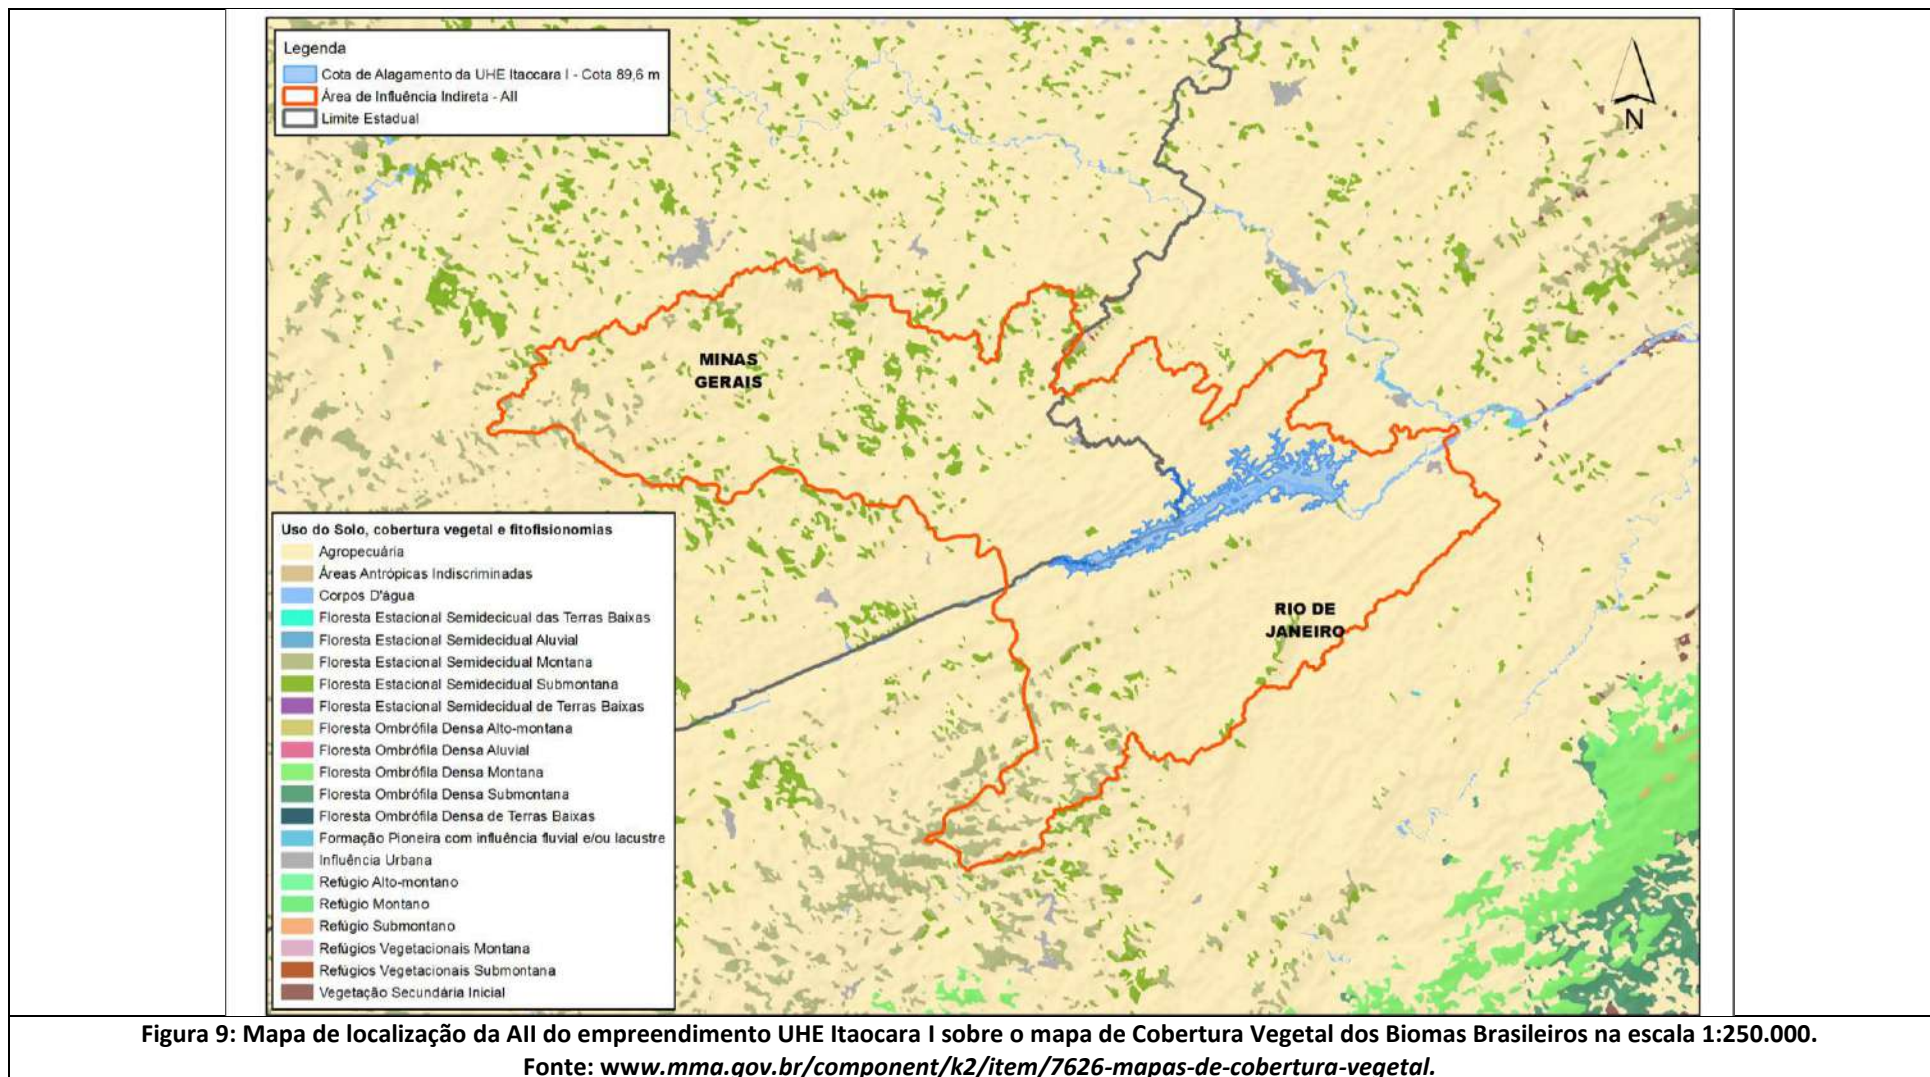 Legenda
Cota de Alagamento da UHE Itaocara I - Cota 89,6 m
Área de Influência Indireta - AII
Limite Estadual
N
MINAS
GERAIS
RIO DE
JANEIRO
Uso do Solo, cobertura vegetal e fitofisionomias
Agropecuária
Áreas Antrópicas Indiscriminadas
Corpos D'água
Floresta Estacional Semidecicual das Terras Baixas
Floresta Estacional Semidecidual Aluvial
Floresta Estacional Semidecidual Montana
Floresta Estacional Semidecidual Submontana
Floresta Estacional Semidecidual de Terras Baixas
Floresta Ombrófila Densa Alto-montana
Floresta Ombrófila Densa Aluvial
Floresta Ombrófila Densa Montana
Floresta Ombrófila Densa Submontana
Floresta Ombrófila Densa de Terras Baixas
Formação Pioneira com influência fluvial e/ou lacustre
Influência Urbana
Refúgio Alto-montano
Refúgio Montano
Refúgio Submontano
Refúgios Vegetacionais Montana
Refúgios Vegetacionais Submontana
Vegetação Secundária Inicial
Figura 9: Mapa de localização da AII do empreendimento UHE Itaocara I sobre o mapa de Cobertura Vegetal dos Biomas Brasileiros na escala 1:250.000.
Fonte: www.mma.gov.br/component/k2/item/7626-mapas-de-cobertura-vegetal.